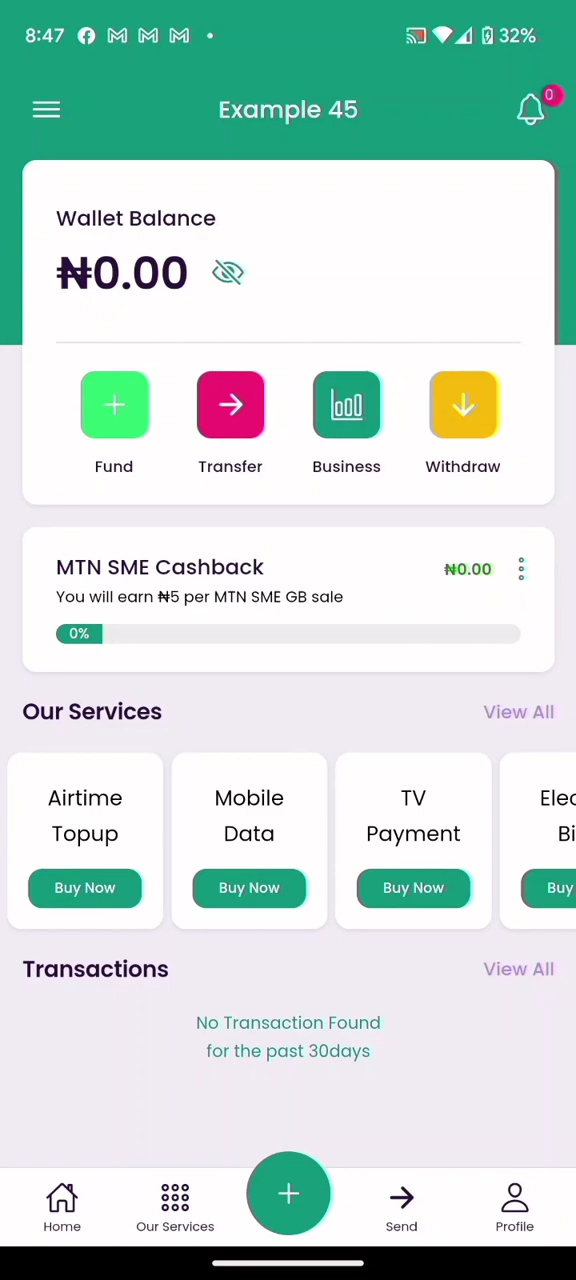 8:47
32%
Example 45
0
Wallet Balance
₦0.00
Fund
Transfer
Business
Withdraw
MTN SME Cashback
₦0.00
You will earn ₦5 per MTN SME GB sale
0%
Our Services
View All
Airtime
Topup
Buy Now
Mobile
Data
Buy Now
TV
Payment
Buy Now
Elec
Bi
Buy
Transactions
View All
No Transaction Found
for the past 30days
Home
Our Services
Send
Profile